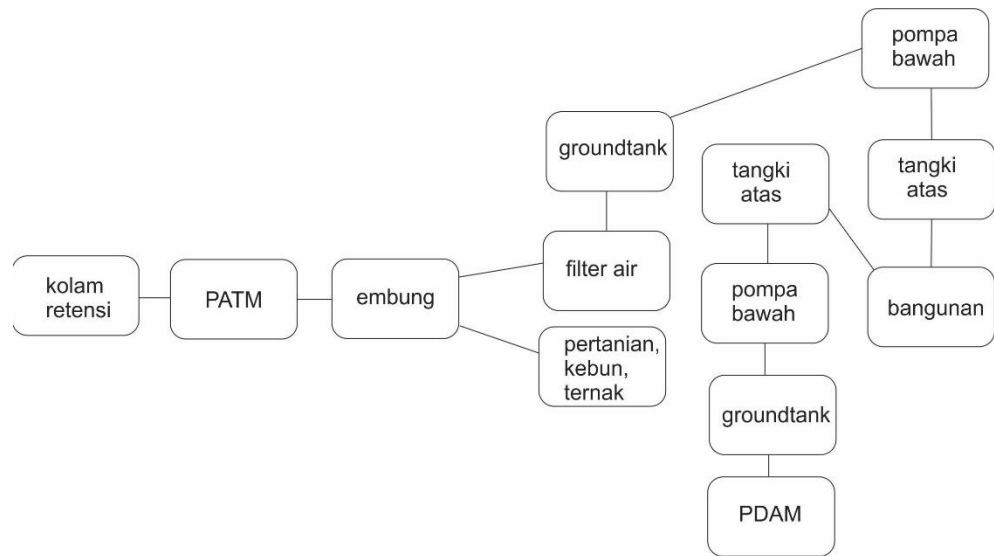 pompa
bawah
groundtank
tangki
atas
tangki
atas
kolam
retensi
PATM
embung
filter air
pompa
bawah
bangunan
pertanian,
kebun,
ternak
groundtank
PDAM